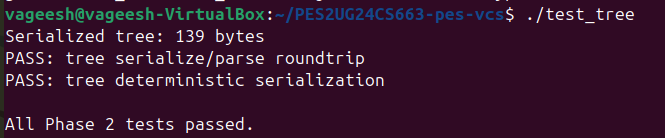 vageesh@vageesh-VirtualBox:~/PES2UG24CS663-pes-vcs$ ./test_tree
Serialized tree: 139 bytes
PASS: tree serialize/parse roundtrip
PASS: tree deterministic serialization
All Phase 2 tests passed.